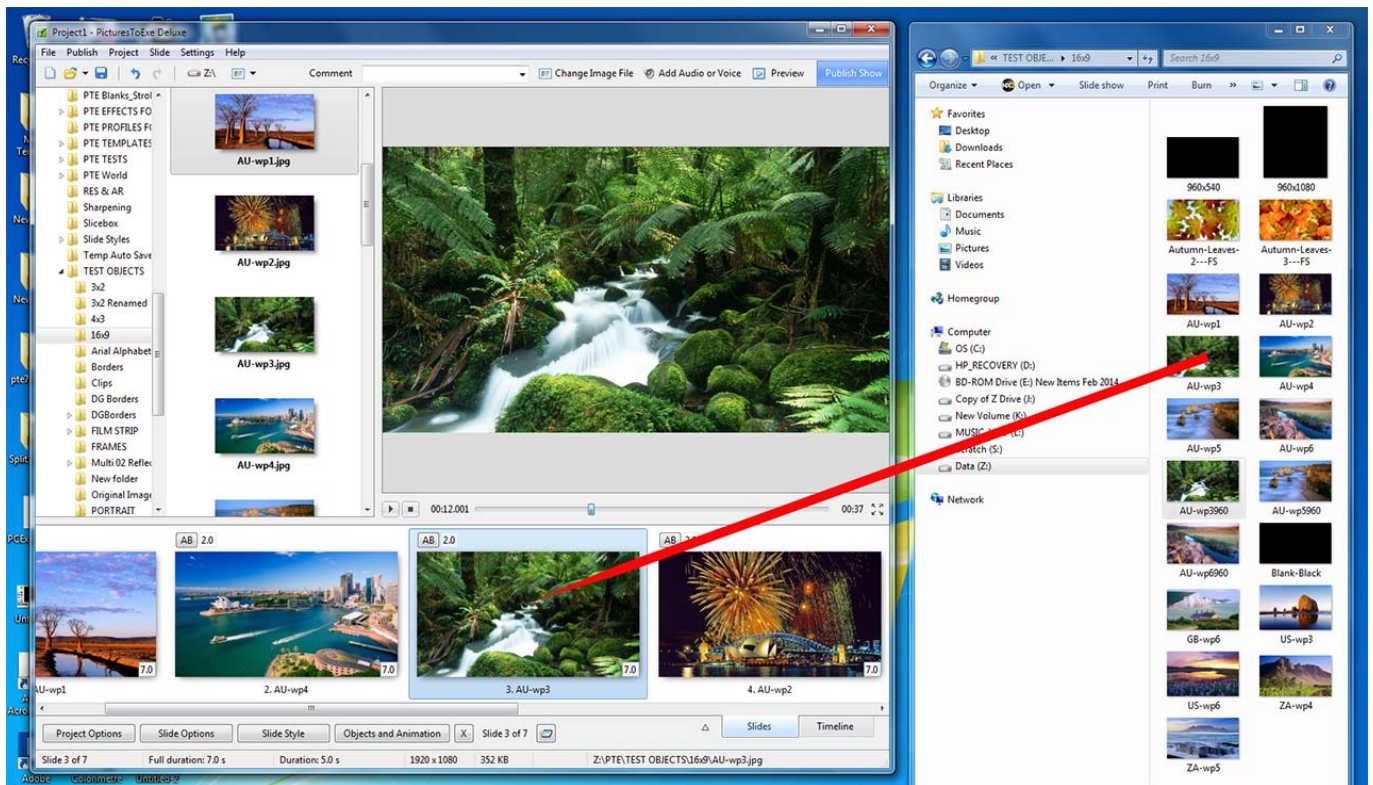 Project1 - PicturesToExe Deluxe
File Publish Project Slide Settings Help
Z:\ Comment Change Image File Add Audio or Voice Preview Publish Show
PTE Blanks_Strol
PTE EFFECTS FO
PTE PROFILES F
PTE TEMPLATES
PTE TESTS
PTE World
RES & AR
Sharpening
Slicebox
Slide Styles
Temp Auto Save
TEST OBJECTS
3x2
3x2 Renamed
4x3
16x9
Arial Alphabet
Borders
Clips
DG Borders
DGBorders
FILM STRIP
FRAMES
Multi 02 Reflec
New folder
Original Image
PORTRAIT
AU-wp1.jpg
AU-wp2.jpg
AU-wp3.jpg
AU-wp4.jpg
00:12.001 00:37
AB 2.0
AB 2.0
AB
7.0
7.0
7.0
7.0
AU-wp1
2. AU-wp4
3. AU-wp3
4. AU-wp2
Project Options Slide Options Slide Style Objects and Animation X Slide 3 of 7
Slides Timeline
Slide 3 of 7 Full duration: 7.0 s Duration: 5.0 s 1920 x 1080 352 KB Z:\PTE\TEST OBJECTS\16x9\AU-wp3.jpg
Adobe Colorimetre Untitled-2
« TEST OBJE... 16x9 Search 16x9
Organize Open Slide show Print Burn »
Favorites
Desktop
Downloads
Recent Places
Libraries
Documents
Music
Pictures
Videos
Homegroup
Computer
OS (C:)
HP_RECOVERY (D:)
BD-ROM Drive (E:) New Items Feb 2014
Copy of Z Drive (J:)
New Volume (K:)
Data (Z:)
Network
960x540 960x1080
Autumn-Leaves-2---FS Autumn-Leaves-3---FS
AU-wp1 AU-wp2
AU-wp3 AU-wp4
AU-wp5 AU-wp6
AU-wp3960 AU-wp5960
AU-wp6960 Blank-Black
GB-wp6 US-wp3
US-wp6 ZA-wp4
ZA-wp5